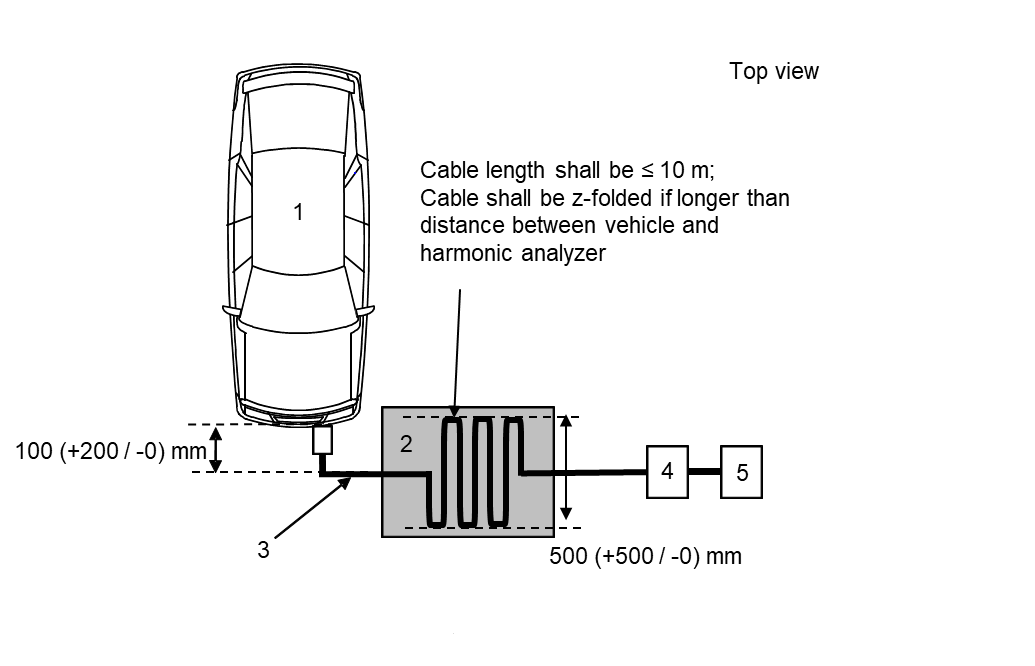 Top view
Cable length shall be ≤ 10 m;
Cable shall be z-folded if longer than
distance between vehicle and
harmonic analyzer
1
2
100 (+200 / -0) mm
4
5
3
500 (+500 / -0) mm